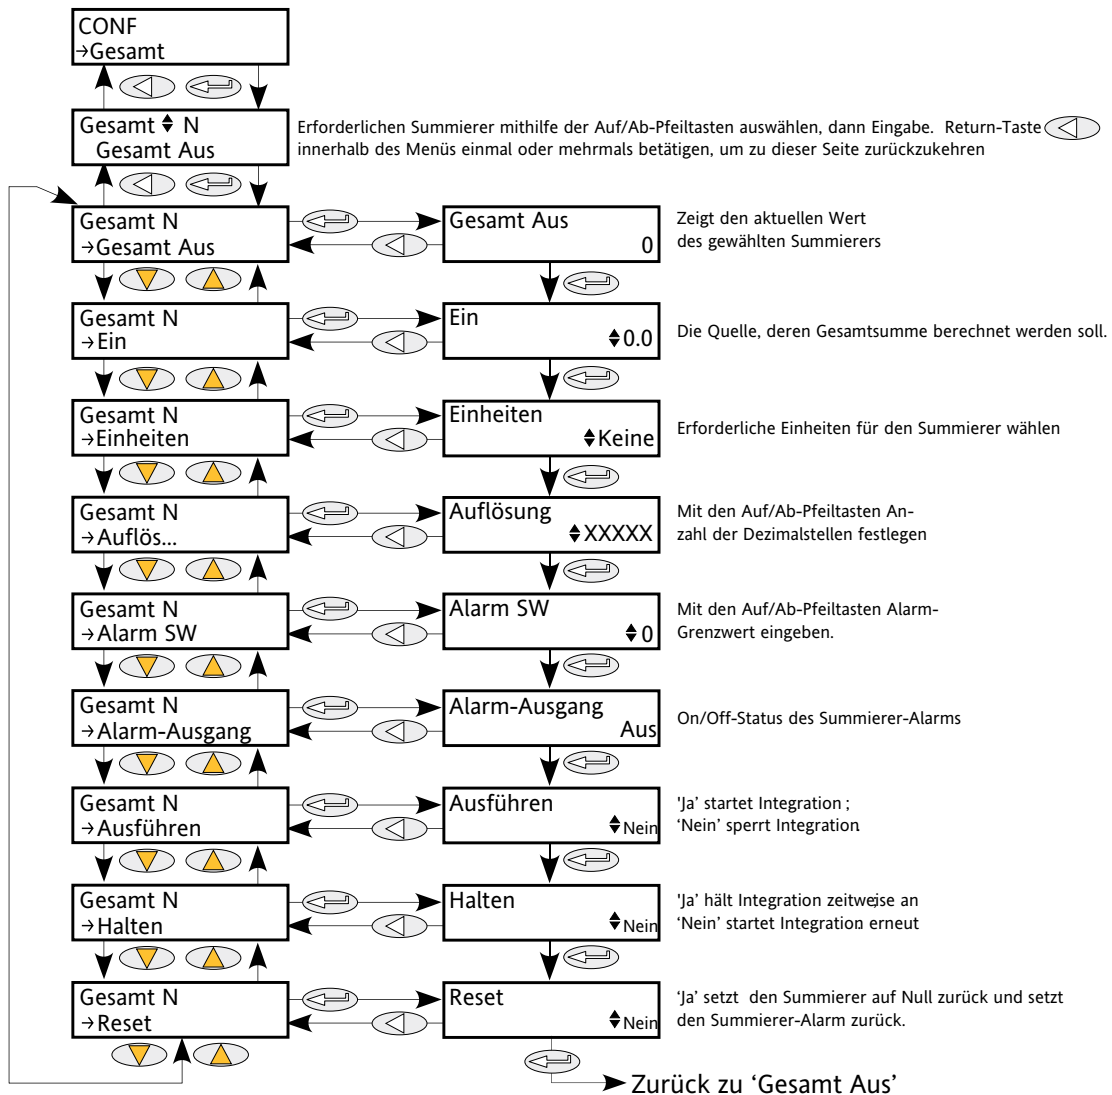 CONF
→Gesamt
Gesamt N
Gesamt Aus
Erforderlichen Summierer mithilfe der Auf/Ab-Pfeiltasten auswählen, dann Eingabe. Return-Taste
innerhalb des Menüs einmal oder mehrmals betätigen, um zu dieser Seite zurückzukehren
Gesamt N
→Gesamt Aus
Gesamt Aus
0
Zeigt den aktuellen Wert
des gewählten Summierers
Gesamt N
→Ein
Ein
0.0
Die Quelle, deren Gesamtsumme berechnet werden soll.
Gesamt N
→Einheiten
Einheiten
Keine
Erforderliche Einheiten für den Summierer wählen
Gesamt N
→Auflös...
Auflösung
XXXXX
Mit den Auf/Ab-Pfeiltasten An-
zahl der Dezimalstellen festlegen
Gesamt N
→Alarm SW
Alarm SW
0
Mit den Auf/Ab-Pfeiltasten Alarm-
Grenzwert eingeben.
Gesamt N
→Alarm-Ausgang
Alarm-Ausgang
Aus
On/Off-Status des Summierer-Alarms
Gesamt N
→Ausführen
Ausführen
Nein
'Ja’ startet Integration ;
‘Nein’ sperrt Integration.
Gesamt N
→Halten
Halten
Nein
'Ja’ hält Integration zeitweise an
‘Nein’ startet Integration erneut
Gesamt N
→Reset
Reset
Nein
‘Ja’ setzt den Summierer auf Null zurück und setzt
den Summierer-Alarm zurück.
Zurück zu ‘Gesamt Aus’